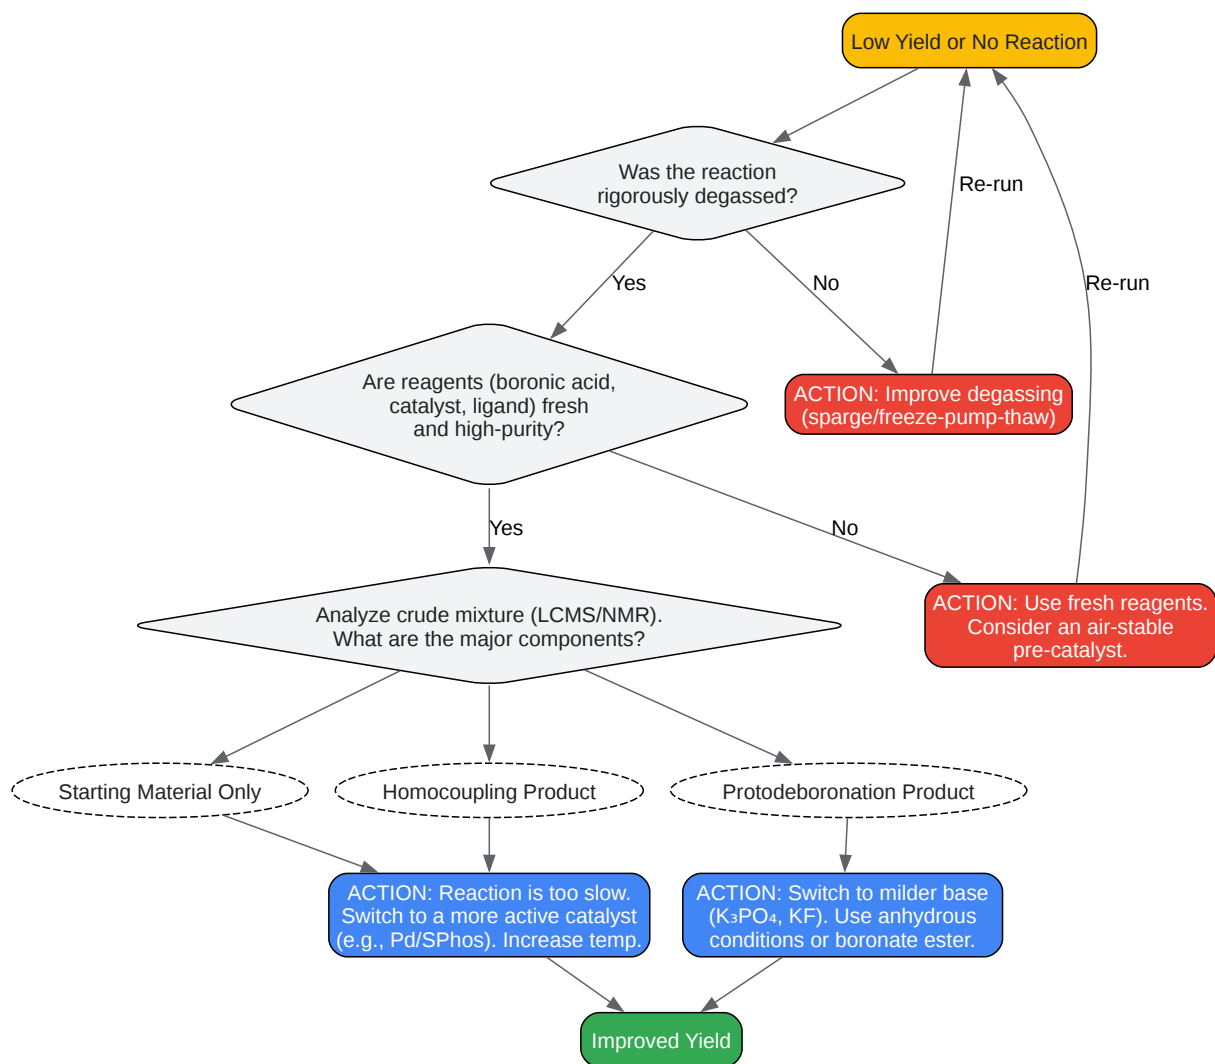 Low Yield or No Reaction
Was the reaction
rigorously degassed?
Re-run
Yes
No
Re-run
Are reagents (boronic acid,
catalyst, ligand) fresh
and high-purity?
ACTION: Improve degassing
(sparge/freeze-pump-thaw)
Yes
No
Analyze crude mixture (LCMS/NMR).
What are the major components?
ACTION: Use fresh reagents.
Consider an air-stable
pre-catalyst.
Starting Material Only
Homocoupling Product
Protodeboronation Product
ACTION: Reaction is too slow.
Switch to a more active catalyst
(e.g., Pd/SPhos). Increase temp.
ACTION: Switch to milder base
(K₃PO₄, KF). Use anhydrous
conditions or boronate ester.
Improved Yield